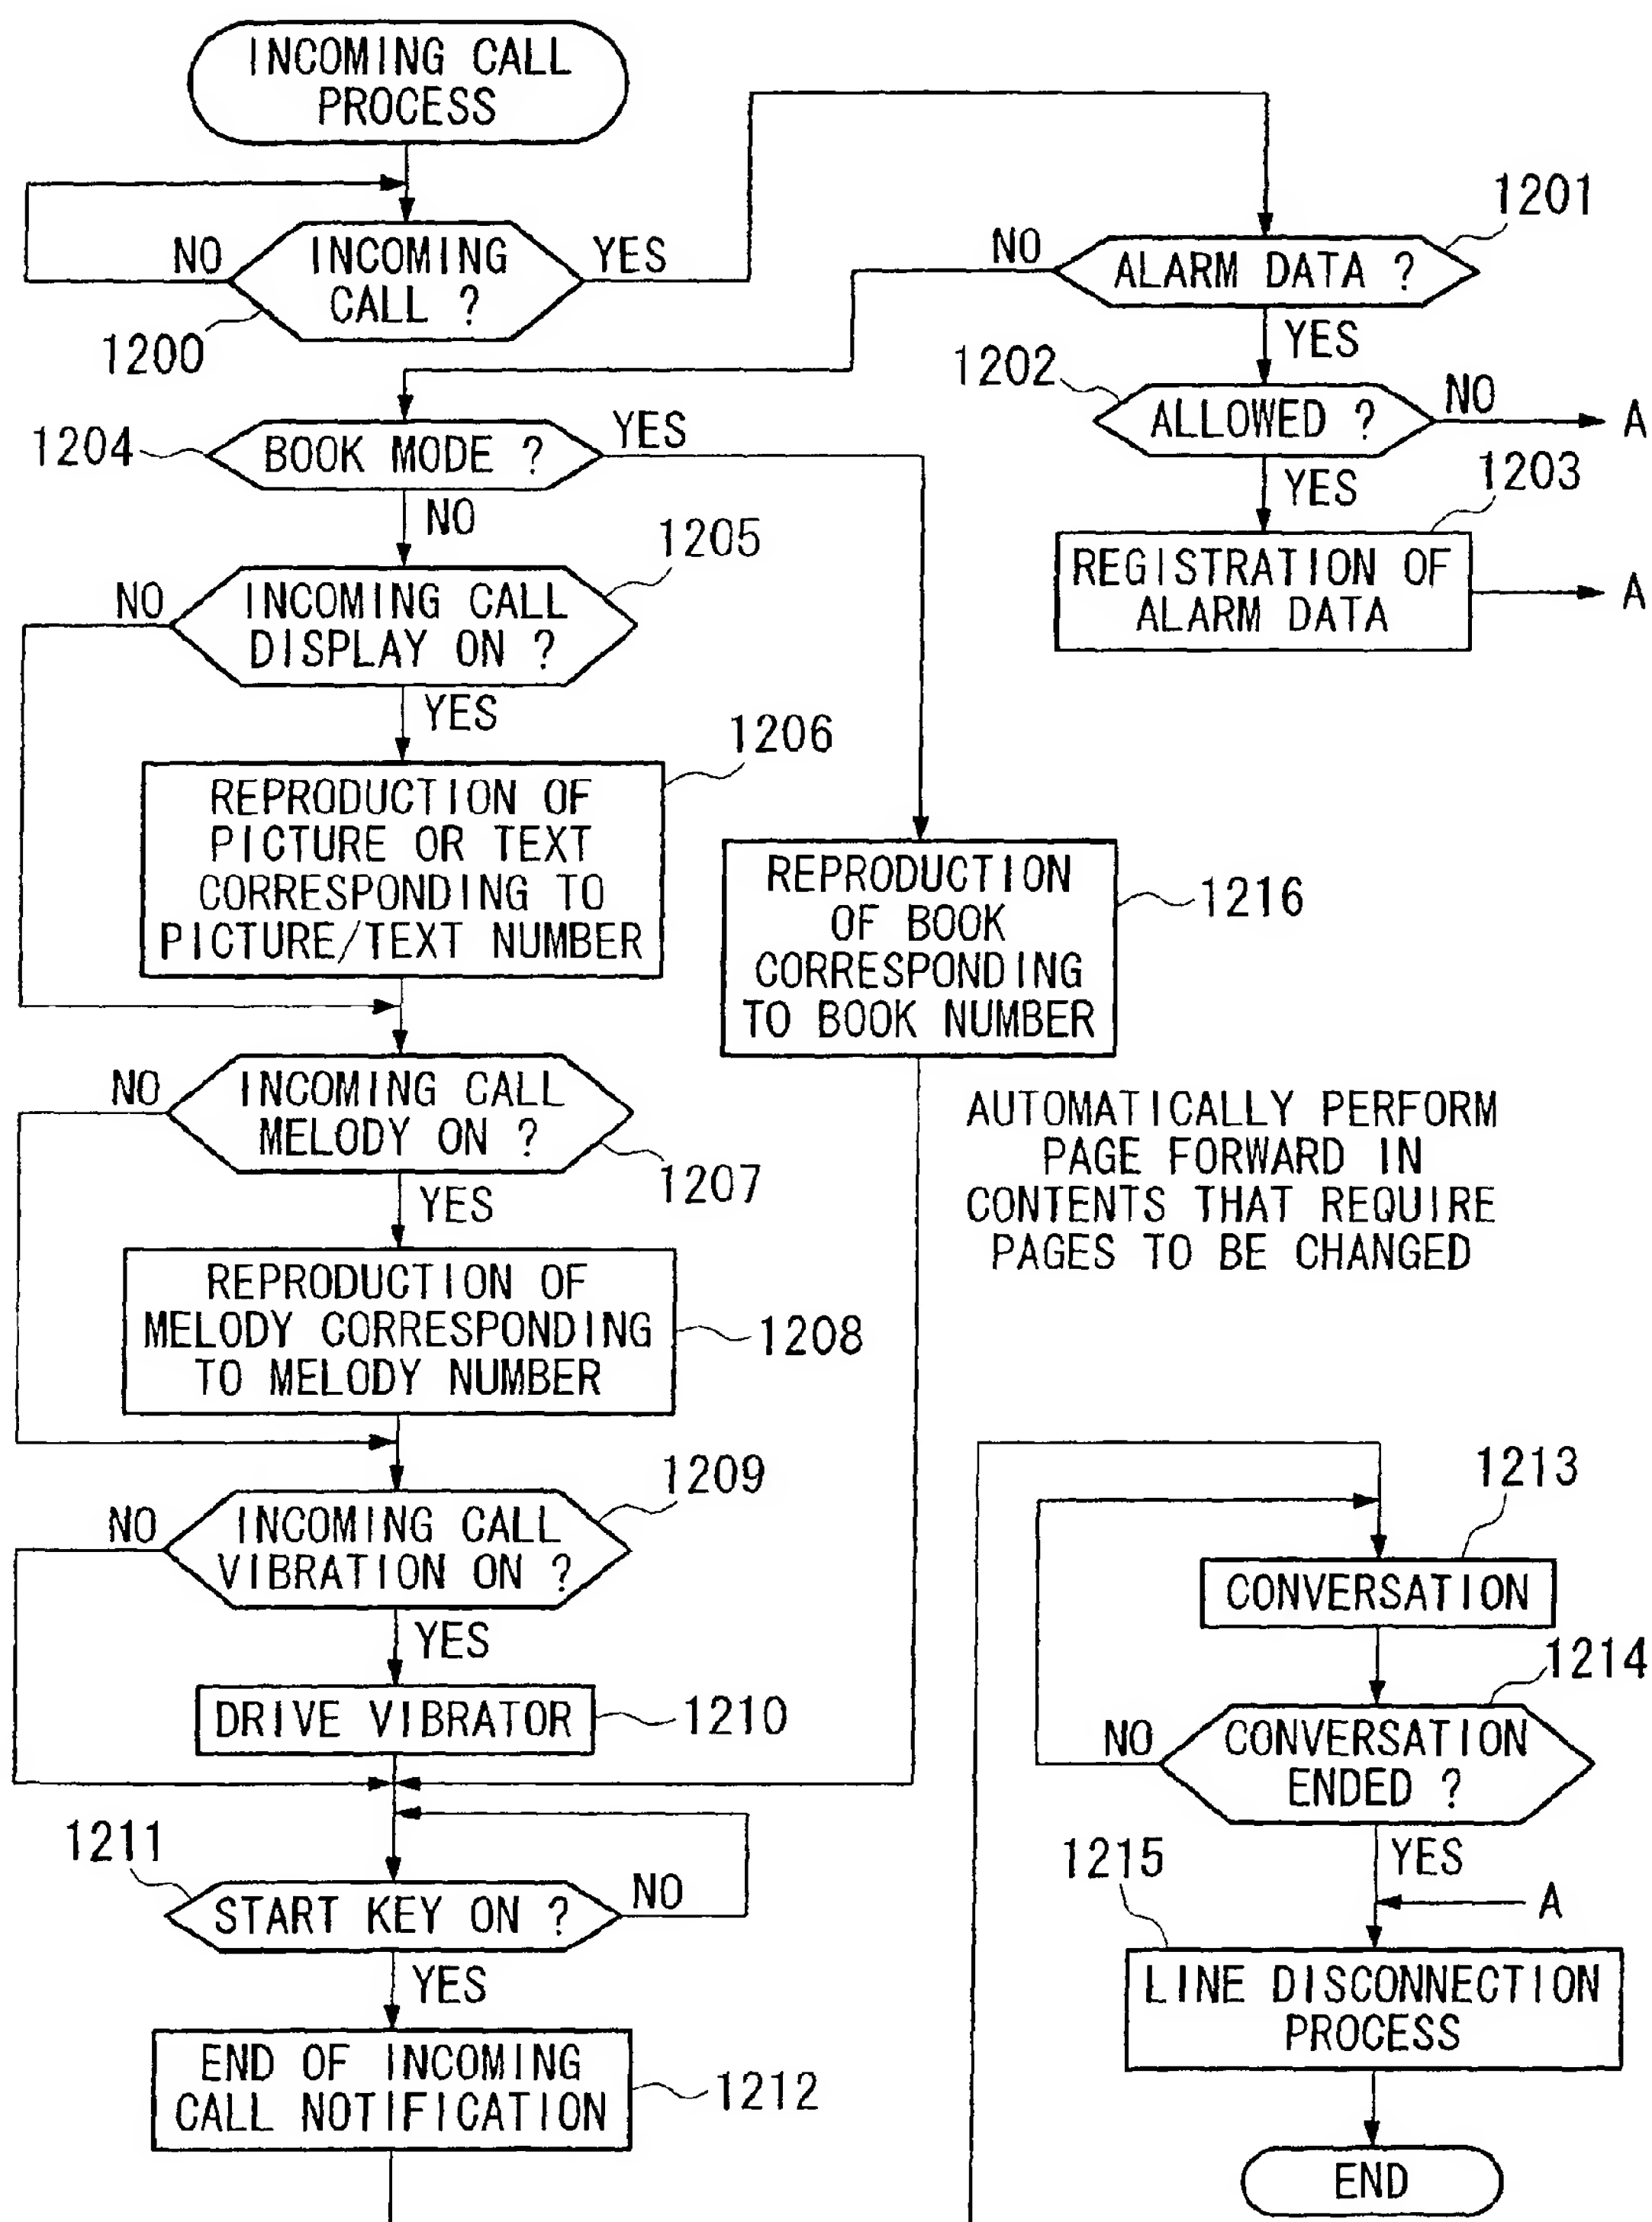 INCOMING CALL
PROCESS
NO
INCOMING
CALL ?
YES
1200
1201
NO
ALARM DATA ?
YES
1202
ALLOWED ?
NO
A
YES
1203
REGISTRATION OF
ALARM DATA
A
1204
BOOK MODE ?
YES
NO
1205
NO
INCOMING CALL
DISPLAY ON ?
YES
1206
REPRODUCTION OF
PICTURE OR TEXT
CORRESPONDING TO
PICTURE/TEXT NUMBER
REPRODUCTION
OF BOOK
CORRESPONDING
TO BOOK NUMBER
1216
AUTOMATICALLY PERFORM
PAGE FORWARD IN
CONTENTS THAT REQUIRE
PAGES TO BE CHANGED
NO
INCOMING CALL
MELODY ON ?
1207
YES
REPRODUCTION OF
MELODY CORRESPONDING
TO MELODY NUMBER
1208
1209
NO
INCOMING CALL
VIBRATION ON ?
YES
DRIVE VIBRATOR
1210
1211
START KEY ON ?
NO
YES
END OF INCOMING
CALL NOTIFICATION
1212
1213
CONVERSATION
1214
NO
CONVERSATION
ENDED ?
YES
1215
A
LINE DISCONNECTION
PROCESS
END